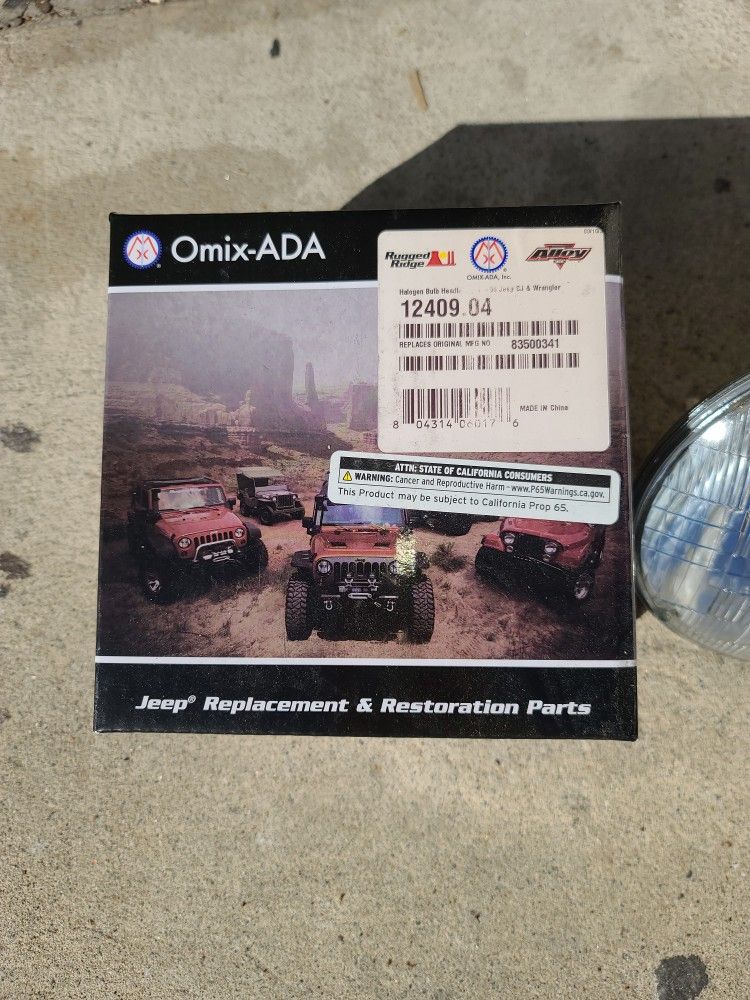 Omix-ADA
Rugged Ridge
OMIX-ADA, Inc.
Alloy
Halogen Bulb Jeep CJ & Wrangler
12409.04
REPLACES ORIGINAL MFG NO 83500341
8 04314 06017 6
MADE IN China
ATTN: STATE OF CALIFORNIA CONSUMERS
WARNING: Cancer and Reproductive Harm - www.P65Warnings.ca.gov.
This Product may be subject to California Prop 65.
Jeep® Replacement & Restoration Parts